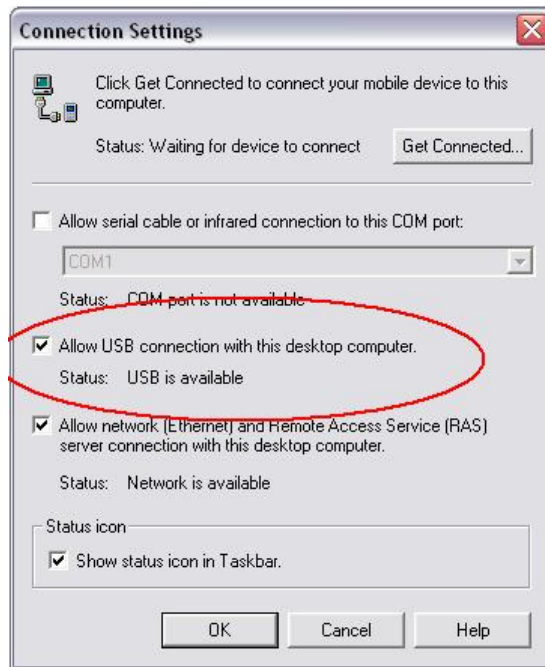 Connection Settings
Click Get Connected to connect your mobile device to this
computer.
Status: Waiting for device to connect
Get Connected...
Allow serial cable or infrared connection to this COM port:
COM1
Status: COM port is not available
Allow USB connection with this desktop computer.
Status: USB is available
Allow network (Ethernet) and Remote Access Service (RAS)
server connection with this desktop computer.
Status: Network is available
Status icon
Show status icon in Taskbar.
OK
Cancel
Help